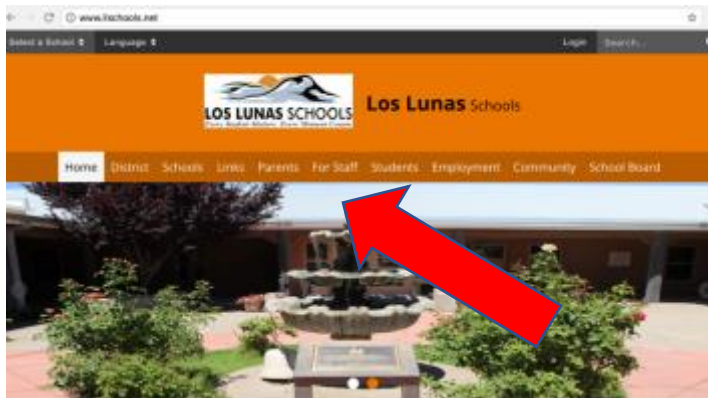 www.llschools.net
Select a School Language Login Search...
LOS LUNAS SCHOOLS
Los Lunas Schools
Home District Schools Links Parents For Staff Students Employment Community School Board